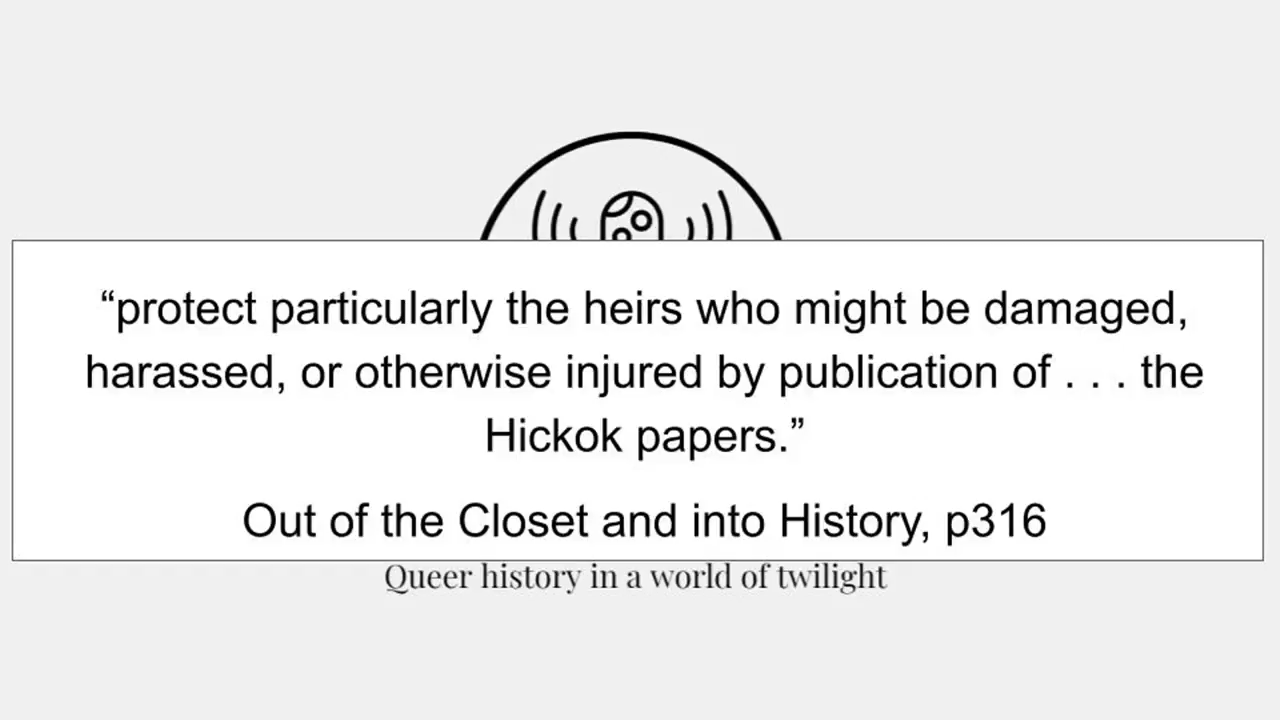 “protect particularly the heirs who might be damaged,
harassed, or otherwise injured by publication of . . . the
Hickok papers.”
Out of the Closet and into History, p316
Queer history in a world of twilight